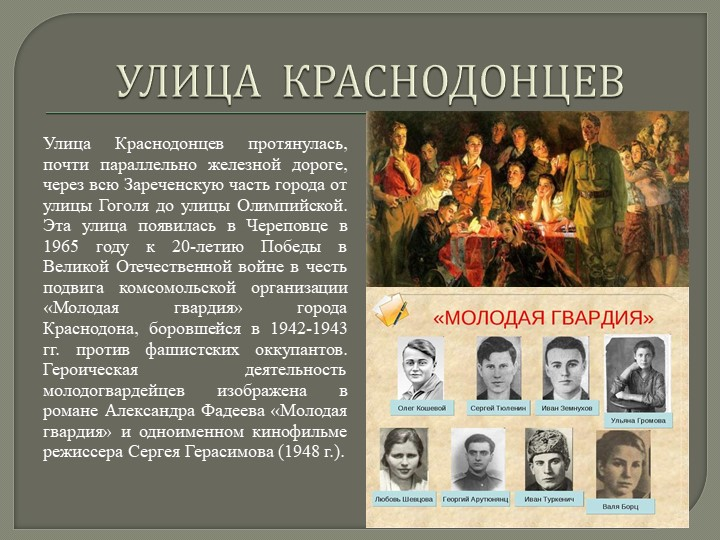 УЛИЦА КРАСНОДОНЦЕВ
Улица Краснодонцев протянулась,
почти параллельно железной дороге,
через всю Зареченскую часть города от
улицы Гоголя до улицы Олимпийской.
Эта улица появилась в Череповце в
1965 году к 20-летию Победы в
Великой Отечественной войне в честь
подвига комсомольской организации
«Молодая гвардия» города
Краснодона, боровшейся в 1942-1943
гг. против фашистских оккупантов.
Героическая деятельность
молодогвардейцев изображена в
романе Александра Фадеева «Молодая
гвардия» и одноименном кинофильме
режиссера Сергея Герасимова (1948 г.).
«МОЛОДАЯ ГВАРДИЯ»
Олег Кошевой
Сергей Тюленин
Иван Земнухов
Ульяна Громова
Любовь Шевцова
Георгий Арутюнянц
Иван Туркенич
Валя Борц